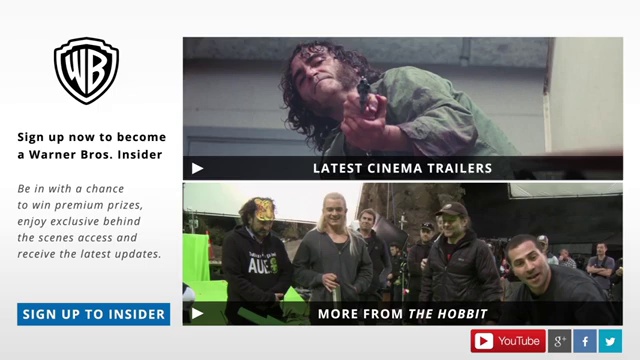 WB
Sign up now to become
a Warner Bros. Insider
Be in with a chance
to win premium prizes,
enjoy exclusive behind
the scenes access and
receive the latest updates.
SIGN UP TO INSIDER
LATEST CINEMA TRAILERS
AUE
MORE FROM THE HOBBIT
YouTube
g+
f